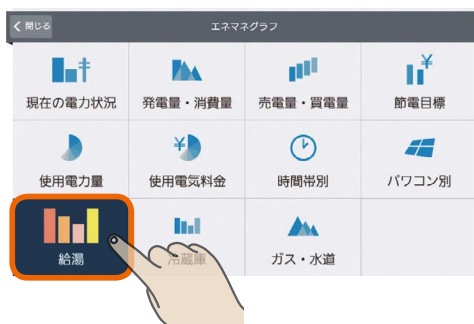 閉じる
エネマネグラフ
現在の電力状況
発電量・消費量
売電量・買電量
節電目標
使用電力量
使用電気料金
時間帯別
パワコン別
給湯
冷蔵庫
ガス・水道